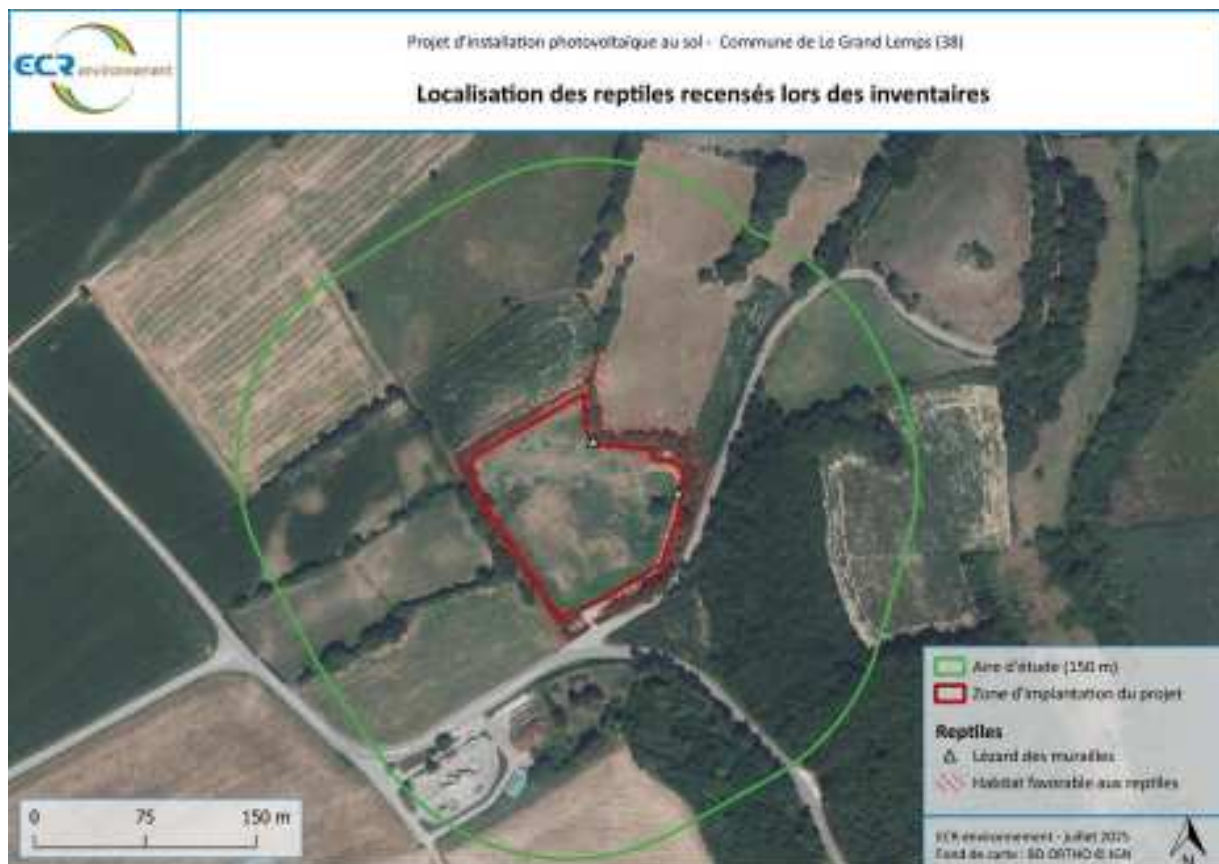 ECR environnement
Projet d'installation photovoltaïque au sol - Commune de Le Grand Lemps (38)
Localisation des reptiles recensés lors des inventaires
Aire d'étude (150 m)
Zone d'implantation du projet
Reptiles
Lézard des murailles
Habitat favorable aux reptiles
0 75 150 m
ECR environnement - Juillet 2025
Fond de carte : BD ORTHO © IGN
N